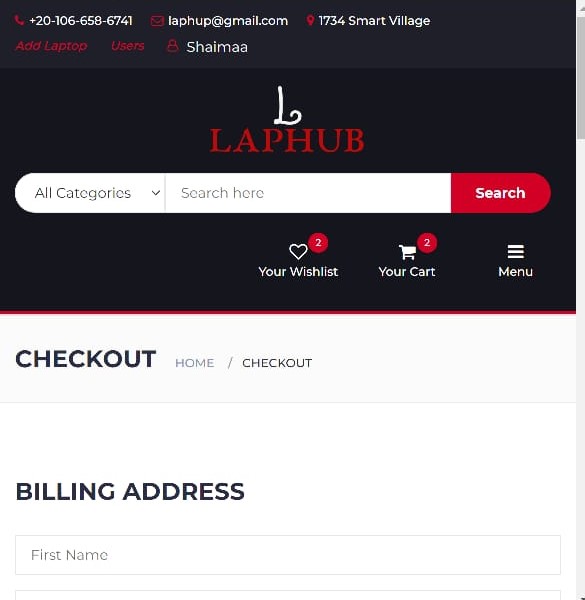 +20-106-658-6741 laphup@gmail.com 1734 Smart Village
Add Laptop Users Shaimaa
L
LAPHUB
All Categories Search here Search
2 2
Your Wishlist Your Cart Menu
CHECKOUT HOME / CHECKOUT
BILLING ADDRESS
First Name